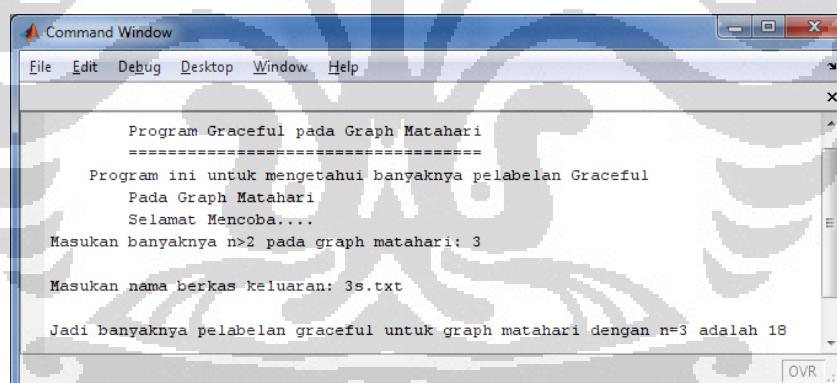 Command Window
File Edit Debug Desktop Window Help
Program Graceful pada Graph Matahari
====================================
Program ini untuk mengetahui banyaknya pelabelan Graceful
Pada Graph Matahari
Selamat Mencoba....
Masukan banyaknya n>2 pada graph matahari: 3
Masukan nama berkas keluaran: 3s.txt
Jadi banyaknya pelabelan graceful untuk graph matahari dengan n=3 adalah 18
OVR